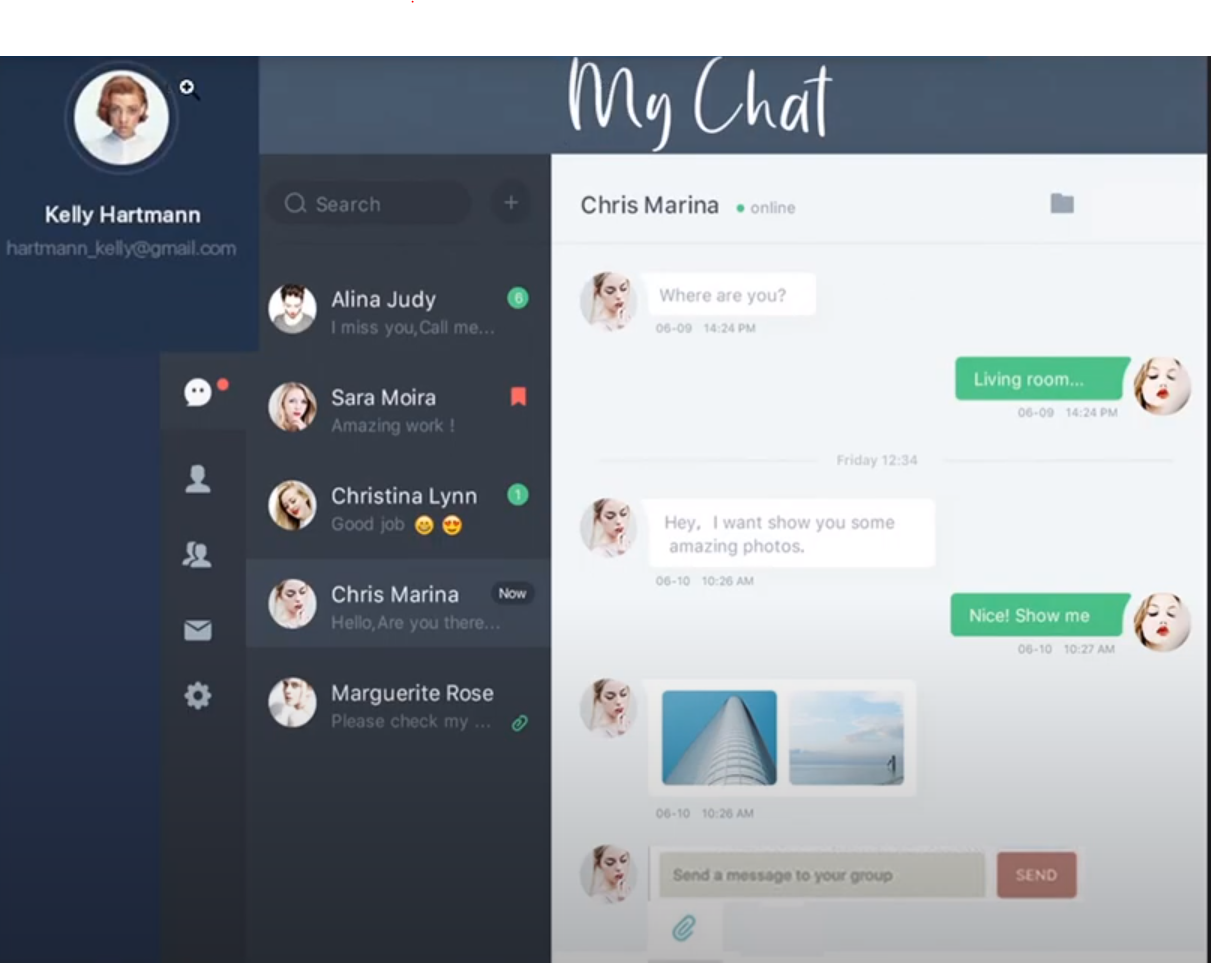 My Chat
Kelly Hartmann
hartmann_kelly@gmail.com
Search
+
Alina Judy
6
I miss you,Call me...
Sara Moira
Amazing work !
Christina Lynn
1
Good job 😊 😍
Chris Marina
Now
Hello,Are you there...
Marguerite Rose
Please check my ...
Chris Marina
online
Where are you?
06-09 14:24 PM
Living room...
06-09 14:24 PM
Friday 12:34
Hey, I want show you some
amazing photos.
06-10 10:26 AM
Nice! Show me
06-10 10:27 AM
06-10 10:26 AM
Send a message to your group
SEND